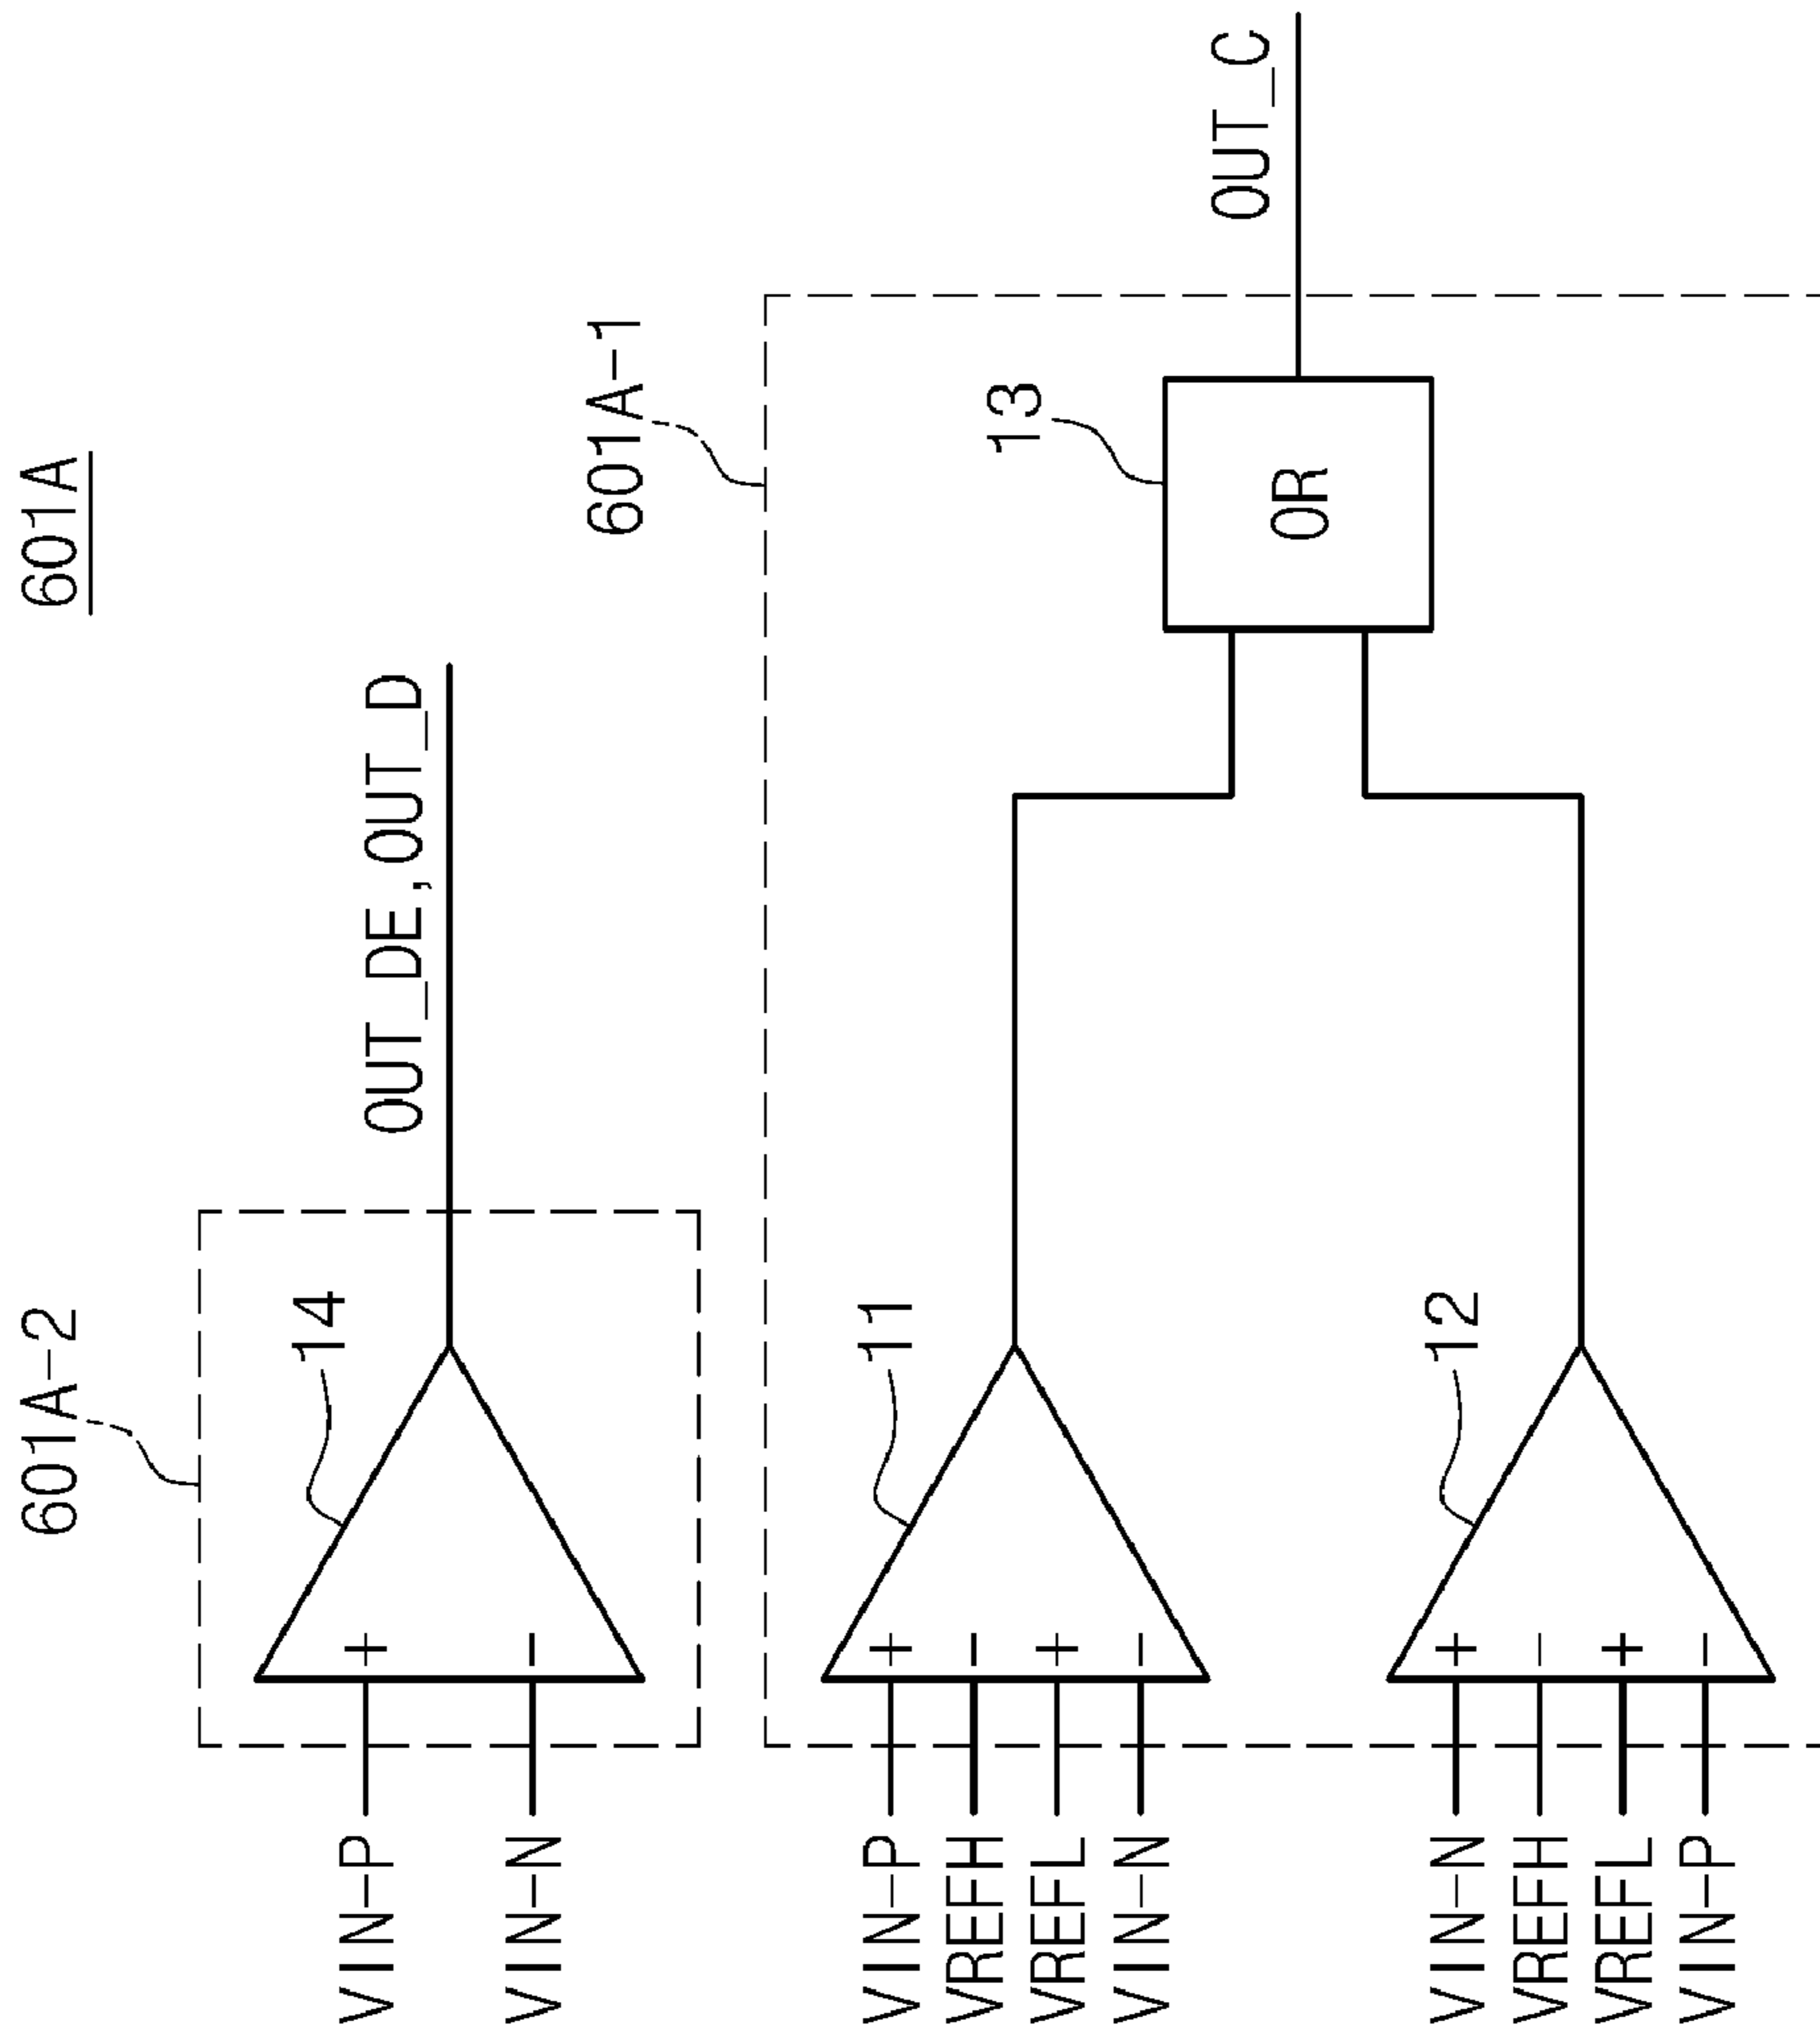 601A
601A-2
14
VIN-P
VIN-N
+
−
OUT_DE,OUT_D
601A-1
11
VIN-P
VREFH
VREFL
VIN-N
+
−
+
−
12
VIN-N
VREFH
VREFL
VIN-P
+
−
+
−
13
OR
OUT_C